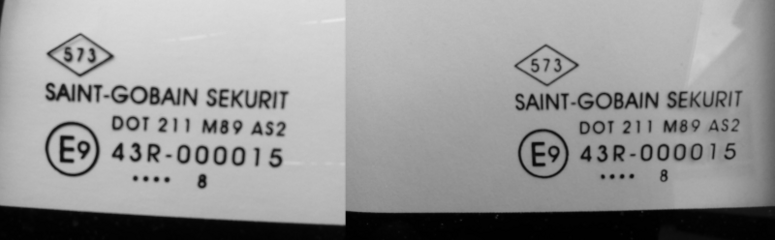 573
SAINT-GOBAIN SEKURIT
DOT 211 M89 AS2
E9 43R-000015
.... 8
573
SAINT-GOBAIN SEKURIT
DOT 211 M89 AS2
E9 43R-000015
.... 8